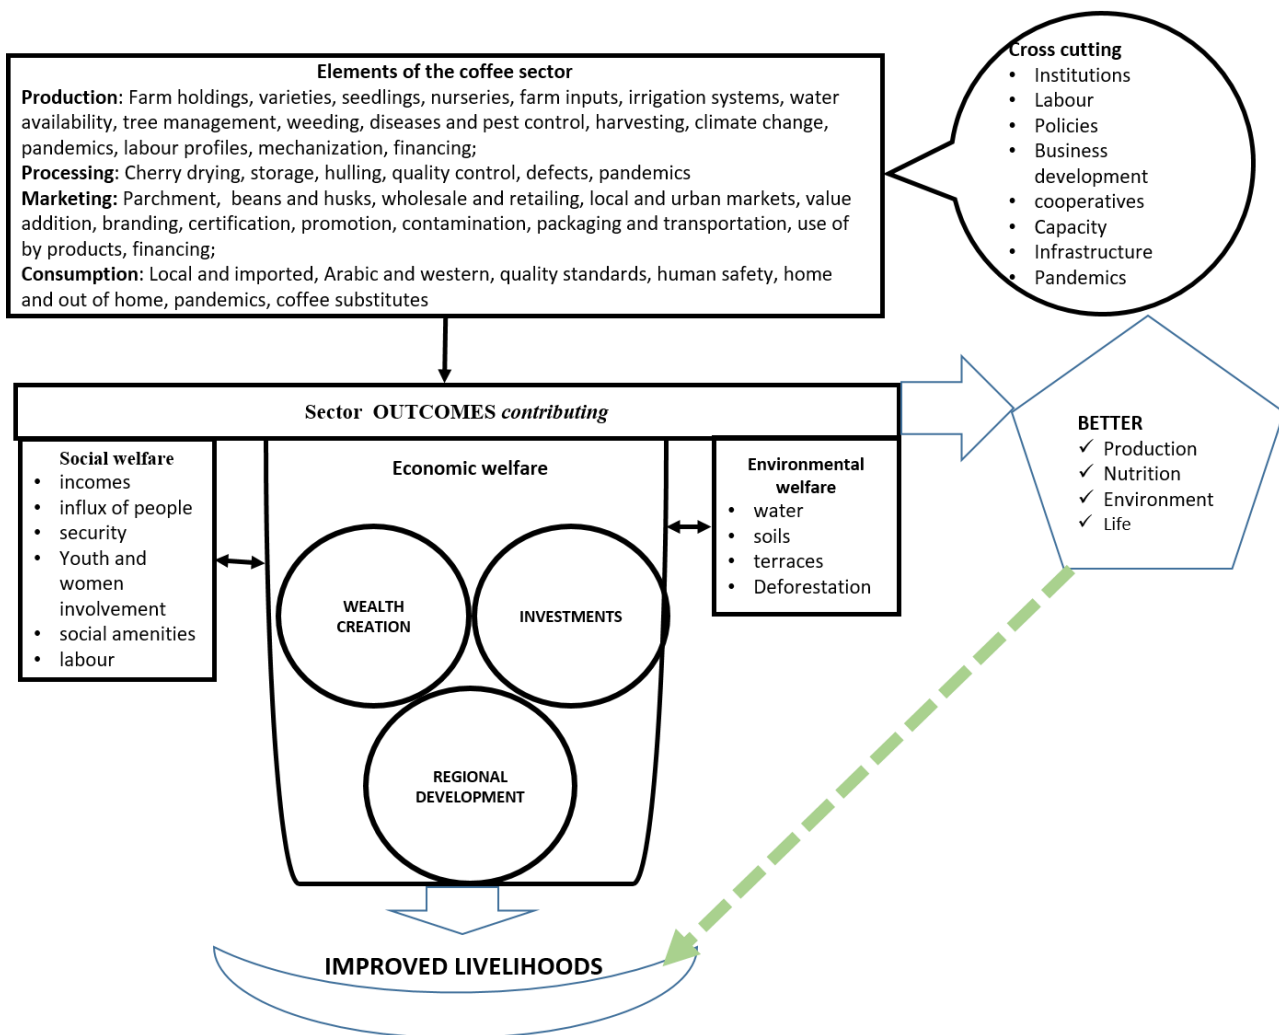 Elements of the coffee sector
Production: Farm holdings, varieties, seedlings, nurseries, farm inputs, irrigation systems, water
availability, tree management, weeding, diseases and pest control, harvesting, climate change,
pandemics, labour profiles, mechanization, financing;
Processing: Cherry drying, storage, hulling, quality control, defects, pandemics
Marketing: Parchment, beans and husks, wholesale and retailing, local and urban markets, value
addition, branding, certification, promotion, contamination, packaging and transportation, use of
by products, financing;
Consumption: Local and imported, Arabic and western, quality standards, human safety, home
and out of home, pandemics, coffee substitutes
Cross cutting
• Institutions
• Labour
• Policies
• Business
development
• cooperatives
• Capacity
• Infrastructure
• Pandemics
Sector OUTCOMES contributing
Social welfare
• incomes
• influx of people
• security
• Youth and
women
involvement
• social amenities
• labour
Economic welfare
WEALTH
CREATION
INVESTMENTS
REGIONAL
DEVELOPMENT
Environmental
welfare
• water
• soils
• terraces
• Deforestation
BETTER
✓ Production
✓ Nutrition
✓ Environment
✓ Life
IMPROVED LIVELIHOODS